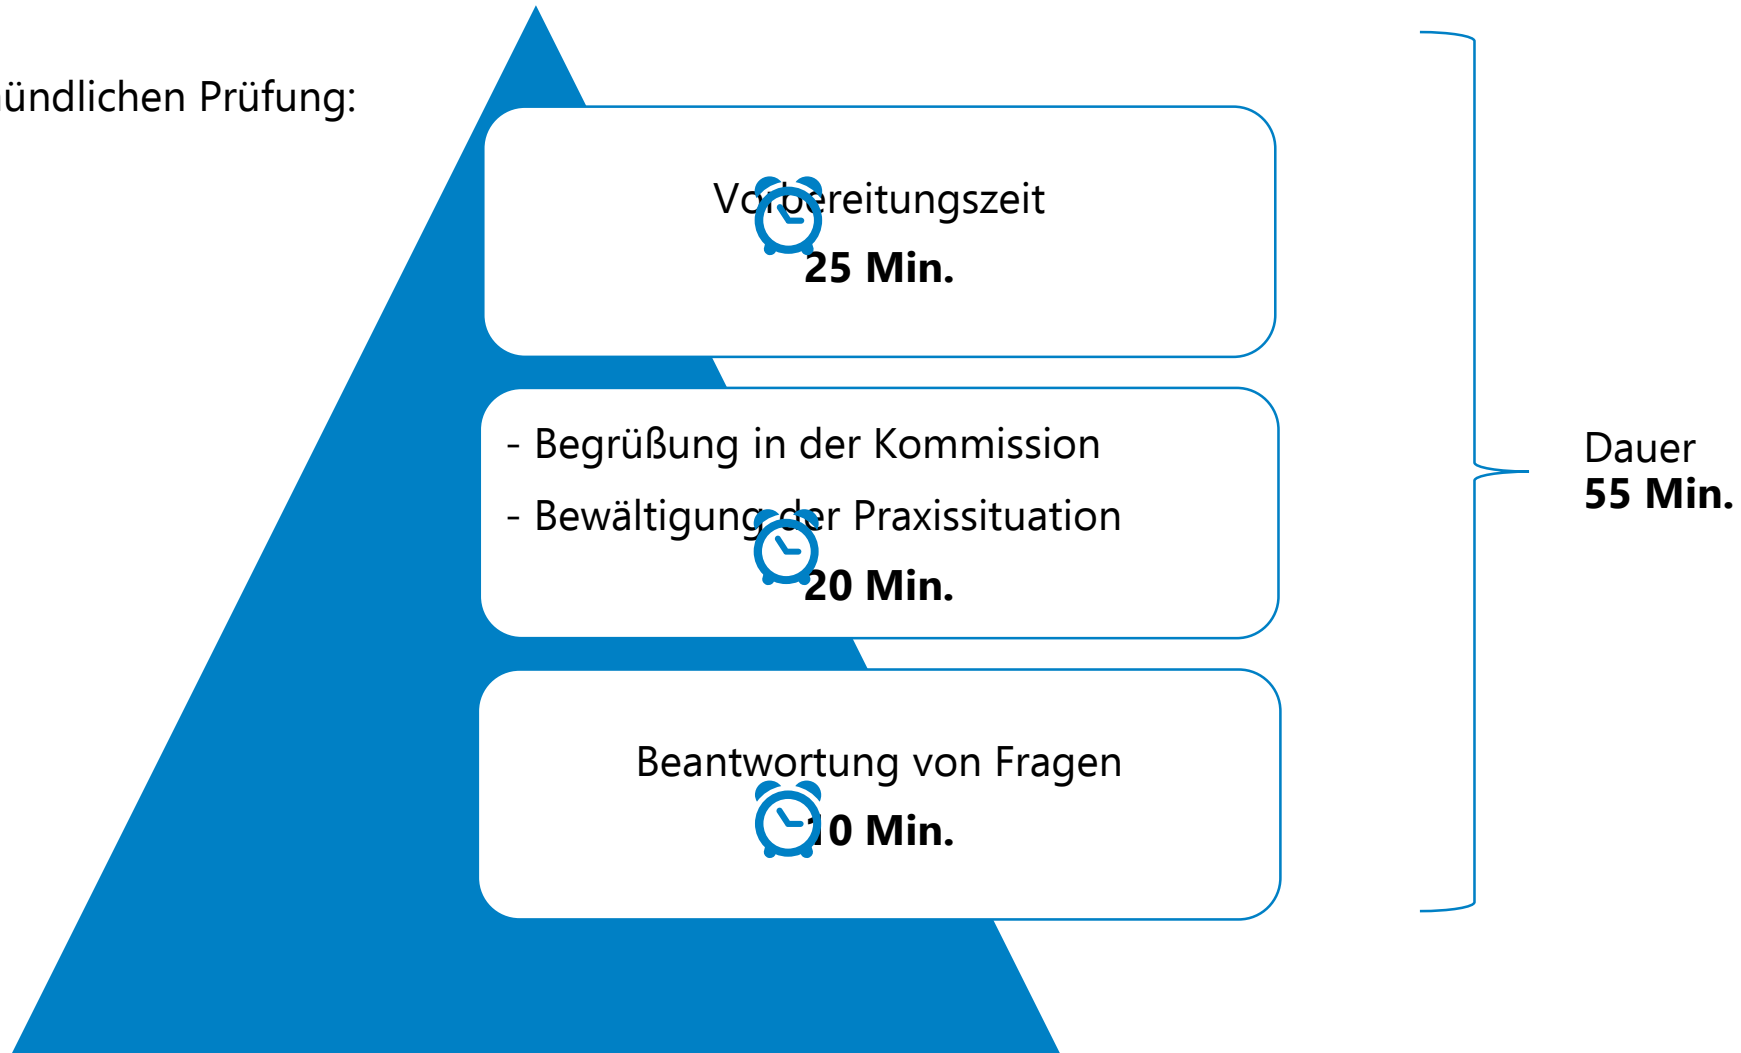 mündlichen Prüfung:
Vorbereitungszeit
25 Min.
- Begrüßung in der Kommission
- Bewältigung der Praxissituation
20 Min.
Beantwortung von Fragen
10 Min.
Dauer
55 Min.